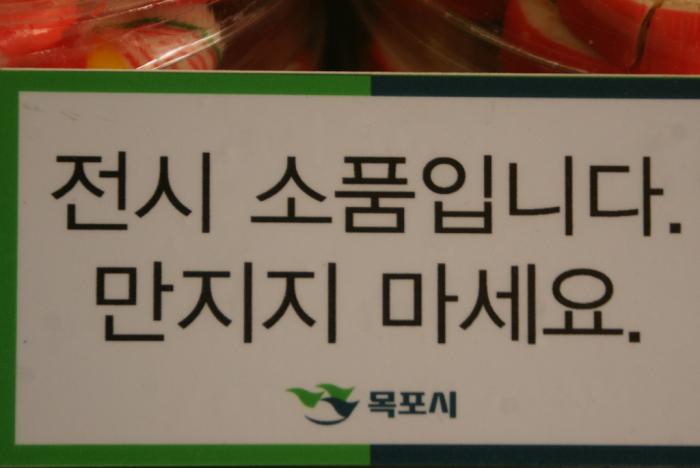 전시 소품입니다.
만지지 마세요.
목포시